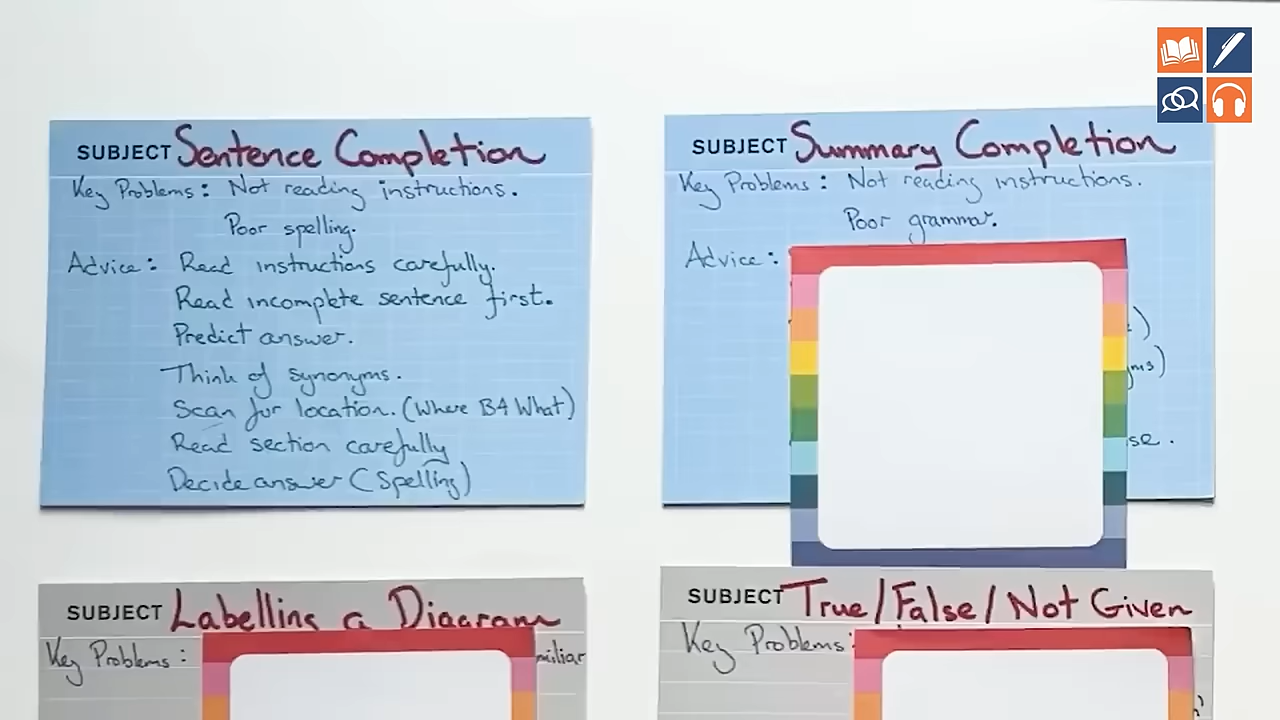 SUBJECT Sentence Completion
Key Problems: Not reading instructions.
Poor spelling.
Advice: Read instructions carefully.
Read incomplete sentence first.
Predict answer.
Think of synonyms.
Scan for location. (Where B4 What)
Read section carefully
Decide answer (Spelling)
SUBJECT Summary Completion
Key Problems: Not reading instructions.
Poor grammar.
Advice:
SUBJECT Labelling a Diagram
Key Problems:
SUBJECT True/False/Not Given
Key Problems: